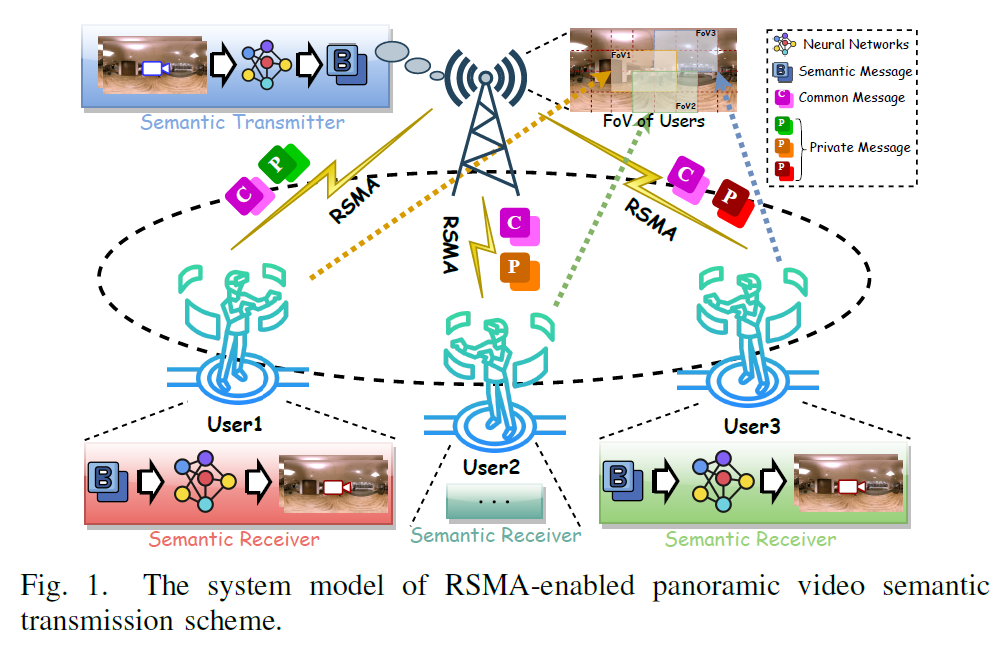 FoV3
FoV1
FoV2
FoV of Users
B
Neural Networks
B
Semantic Message
C
Common Message
P
P
Private Message
P
Semantic Transmitter
C
P
RSMA
RSMA
C
P
RSMA
C
P
User1
User2
User3
B
Semantic Receiver
...
Semantic Receiver
B
Semantic Receiver
Fig. 1. The system model of RSMA-enabled panoramic video semantic
transmission scheme.